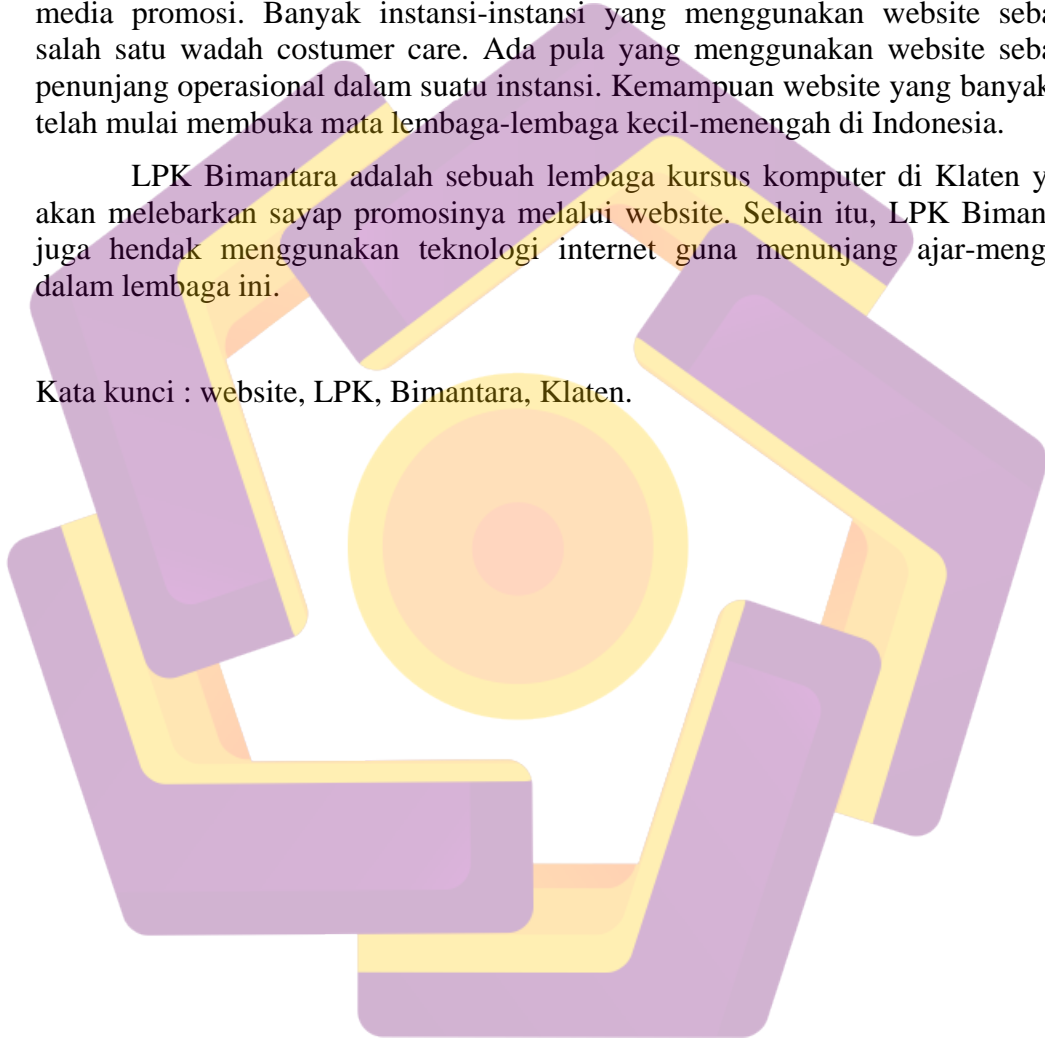 media promosi. Banyak instansi-instansi yang menggunakan website seba
salah satu wadah costumer care. Ada pula yang menggunakan website seba
penunjang operasional dalam suatu instansi. Kemampuan website yang banyak
telah mulai membuka mata lembaga-lembaga kecil-menengah di Indonesia.
LPK Bimantara adalah sebuah lembaga kursus komputer di Klaten y
akan melebarkan sayap promosinya melalui website. Selain itu, LPK Biman
juga hendak menggunakan teknologi internet guna menunjang ajar-meng
dalam lembaga ini.
Kata kunci : website, LPK, Bimantara, Klaten.